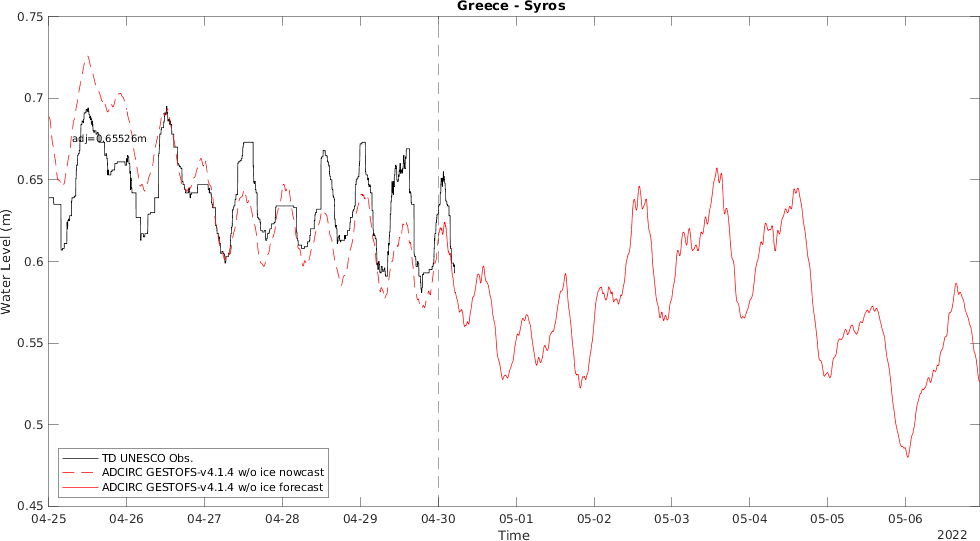 Greece - Syros
0.75
0.7
0.65
0.6
0.55
0.5
0.45
Water Level (m)
adj=0.65526m
TD UNESCO Obs.
ADCIRC GESTOFS-v4.1.4 w/o ice nowcast
ADCIRC GESTOFS-v4.1.4 w/o ice forecast
04-25 04-26 04-27 04-28 04-29 04-30 05-01 05-02 05-03 05-04 05-05 05-06
Time
2022